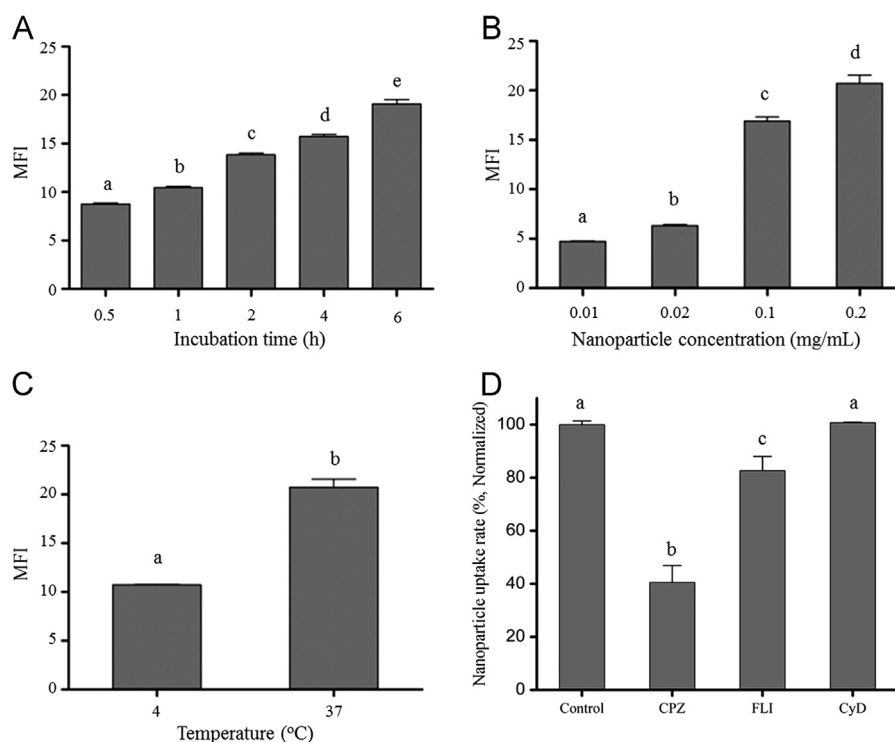 A
25
20
15
10
5
0
MFI
a
b
c
d
e
0.5 1 2 4 6
Incubation time (h)
B
25
20
15
10
5
0
MFI
a
b
c
d
0.01 0.02 0.1 0.2
Nanoparticle concentration (mg/mL)
C
25
20
15
10
5
0
MFI
a
b
4 37
Temperature (°C)
D
100
80
60
40
20
0
Nanoparticle uptake rate (%, Normalized)
a
b
c
a
Control CPZ FLI CyD